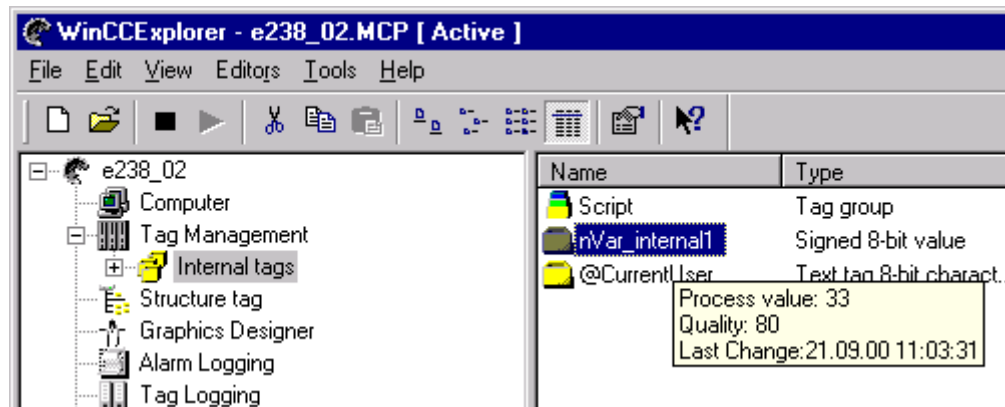 WinCCExplorer - e238_02.MCP [ Active ]
File Edit View Editors Tools Help
e238_02
Computer
Tag Management
Internal tags
Structure tag
Graphics Designer
Alarm Logging
Tag Logging
Name Type
Script Tag group
nVar_internal1 Signed 8-bit value
@CurrentUser Text tag 8-bit charact..
Process value: 33
Quality: 80
Last Change:21.09.00 11:03:31